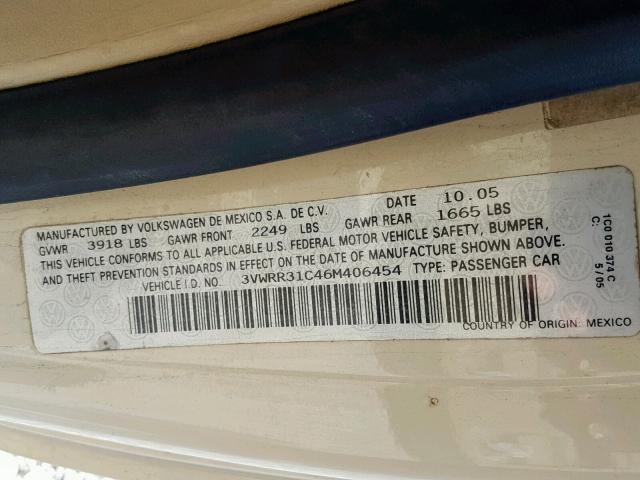 MANUFACTURED BY VOLKSWAGEN DE MEXICO S.A. DE C.V. DATE 10.05
GVWR 3918 LBS GAWR FRONT 2249 LBS GAWR REAR 1665 LBS
THIS CAR CONFORMS TO ALL APPLICABLE U.S. FEDERAL MOTOR VEHICLE SAFETY, BUMPER,
AND THEFT PREVENTION STANDARDS IN EFFECT ON THE DATE OF MANUFACTURE SHOWN ABOVE.
VEHICLE I.D. NO. 3VWRR31C46M406454 TYPE: PASSENGER CAR
COUNTRY OF ORIGIN: MEXICO
1C0 010 374 C
C: 5/05